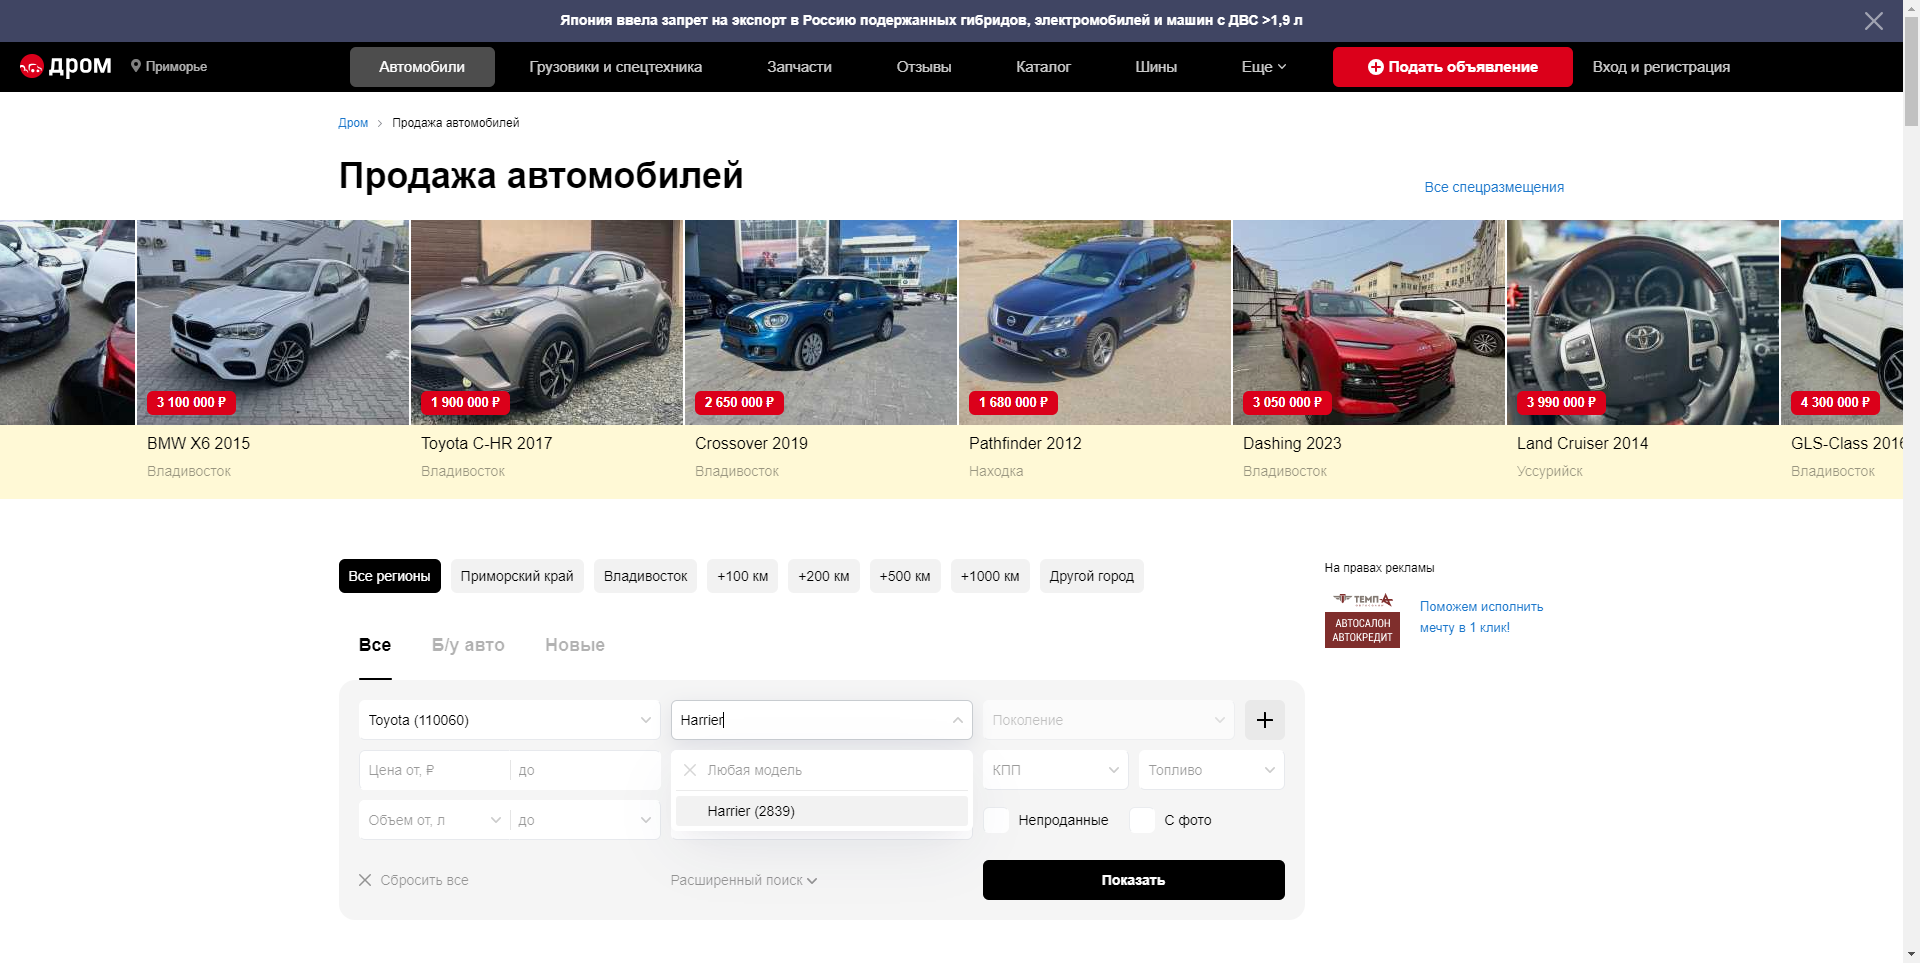 Япония ввела запрет на экспорт в Россию подержанных гибридов, электромобилей и машин с ДВС >1,9 л
дром
Приморье
Автомобили
Грузовики и спецтехника
Запчасти
Отзывы
Каталог
Шины
Еще
Подать объявление
Вход и регистрация
Дром
Продажа автомобилей
Продажа автомобилей
Все спецразмещения
3 100 000 ₽
1 900 000 ₽
2 650 000 ₽
1 680 000 ₽
3 050 000 ₽
3 990 000 ₽
4 300 000 ₽
BMW X6 2015
Toyota C-HR 2017
Crossover 2019
Pathfinder 2012
Dashing 2023
Land Cruiser 2014
GLS-Class 2016
Владивосток
Владивосток
Владивосток
Находка
Владивосток
Уссурийск
Владивосток
Все регионы
Приморский край
Владивосток
+100 км
+200 км
+500 км
+1000 км
Другой город
На правах рекламы
ТЕМП-А
АВТОСАЛОН
АВТОКРЕДИТ
Поможем исполнить
мечту в 1 клик!
Все
Б/у авто
Новые
Toyota (110060)
Harrier
Поколение
Цена от, ₽
до
Любая модель
КПП
Топливо
Harrier (2839)
Объем от, л
до
Непроданные
С фото
Сбросить все
Расширенный поиск
Показать